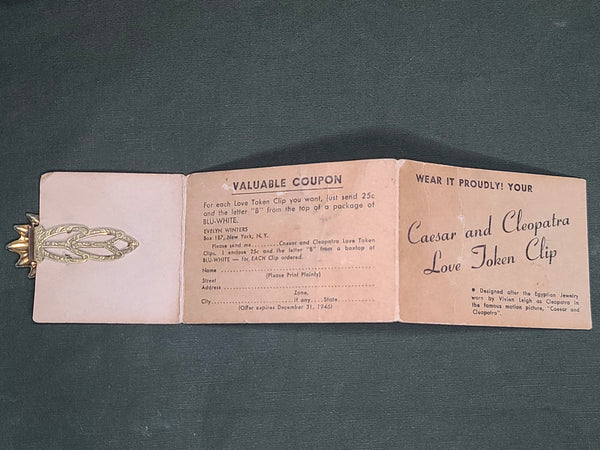 VALUABLE COUPON
For each Love Token Clip you want, just send 25c
and the letter "B" from the top of a package of
BLU-WHITE.
EVELYN WINTERS
Box 187, New York, N. Y.
Please send me..........Caesar and Cleopatra Love Token
Clips. I enclose 25c and the letter "B" from a boxtop of
BLU-WHITE — for EACH Clip ordered.
Name
(Please Print Plainly)
Street
Address
Zone,
City if any State
(Offer expires December 31, 1946)
WEAR IT PROUDLY! YOUR
Caesar and Cleopatra
Love Token Clip
● Designed after the Egyptian Jewelry
worn by Vivien Leigh as Cleopatra in
the famous motion picture, "Caesar and
Cleopatra".